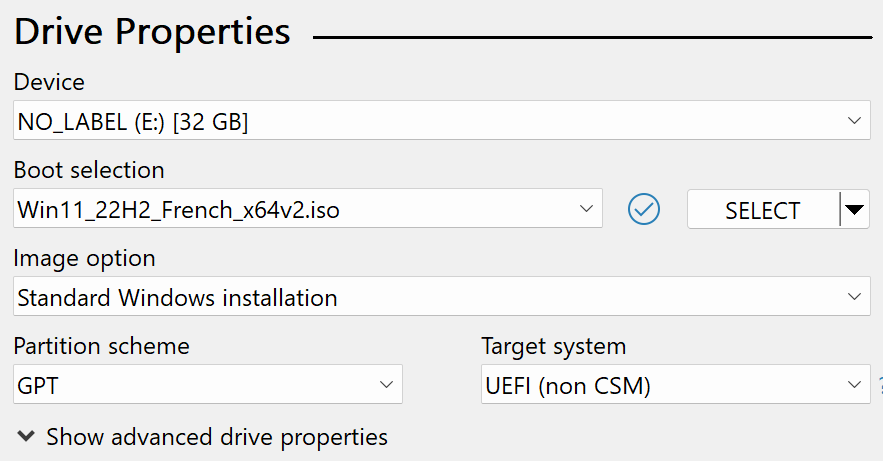 Drive Properties
Device
NO_LABEL (E:) [32 GB]
Boot selection
Win11_22H2_French_x64v2.iso
SELECT
Image option
Standard Windows installation
Partition scheme
Target system
GPT
UEFI (non CSM)
Show advanced drive properties